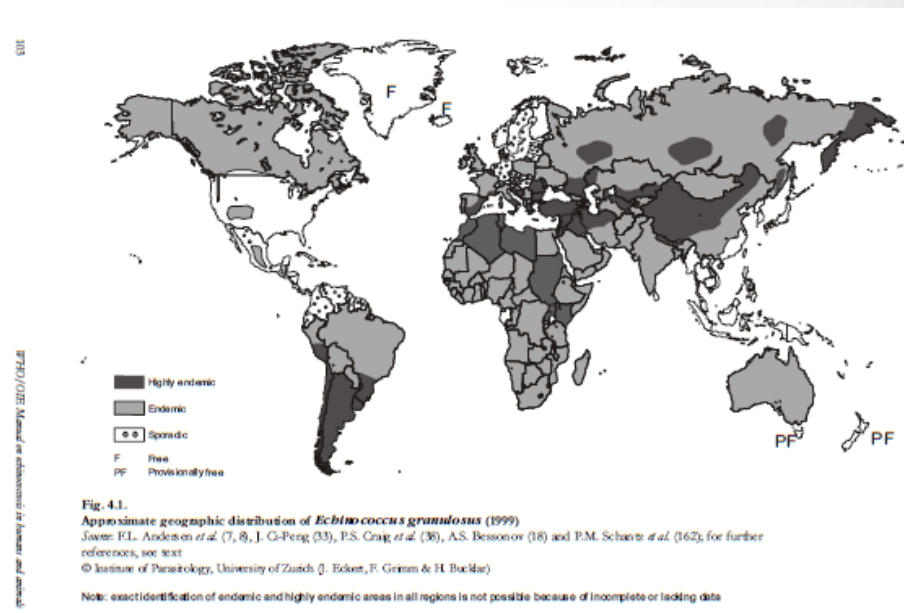 103
WHO/OIE Manual on echinococcosis in humans and animals
F
F
Highly endemic
Endemic
Sporadic
F Free
PF Provisionally free
PF
PF
Fig. 4.1.
Approximate geographic distribution of Echinococcus granulosus (1999)
Source: F.L. Andersen et al. (7, 8), J. Ci-Peng (33), P.S. Craig et al. (38), A.S. Bessonov (18) and P.M. Schantz et al. (162); for further
references, see text
© Institute of Parasitology, University of Zurich (J. Eckert, F. Grimm & H. Bucklar)
Note: exact identification of endemic and highly endemic areas in all regions is not possible because of incomplete or lacking data